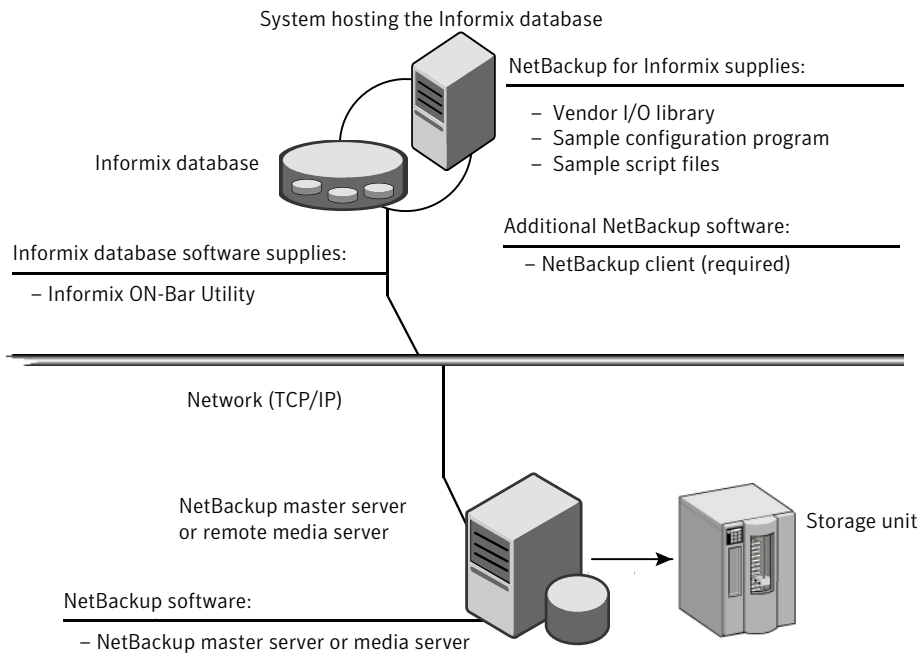 System hosting the Informix database
NetBackup for Informix supplies:
– Vendor I/O library
– Sample configuration program
– Sample script files
Informix database
Additional NetBackup software:
– NetBackup client (required)
Informix database software supplies:
– Informix ON-Bar Utility
Network (TCP/IP)
NetBackup master server
or remote media server
Storage unit
NetBackup software:
– NetBackup master server or media server